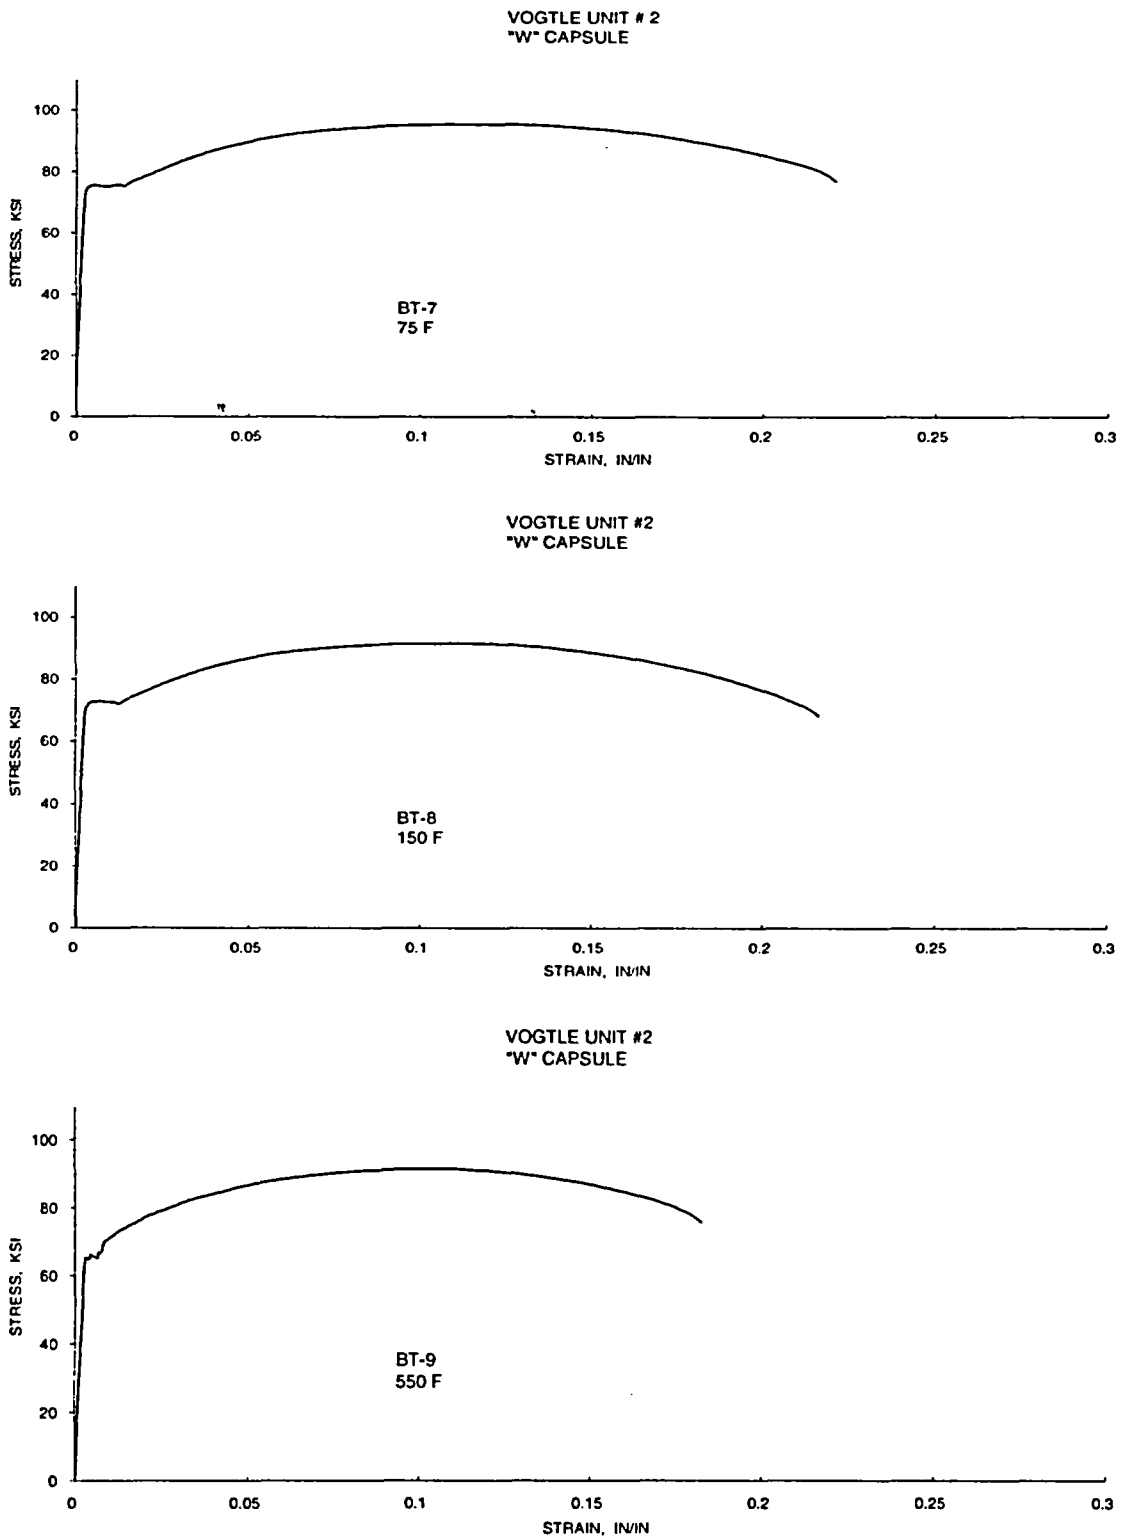 VOGTLE UNIT # 2
"W" CAPSULE
100
80
60
40
20
0
STRESS, KSI
BT-7
75 F
0 0.05 0.1 0.15 0.2 0.25 0.3
STRAIN, IN/IN
VOGTLE UNIT #2
"W" CAPSULE
100
80
60
40
20
0
STRESS, KSI
BT-8
150 F
0 0.05 0.1 0.15 0.2 0.25 0.3
STRAIN, IN/IN
VOGTLE UNIT #2
"W" CAPSULE
100
80
60
40
20
0
STRESS, KSI
BT-9
550 F
0 0.05 0.1 0.15 0.2 0.25 0.3
STRAIN, IN/IN